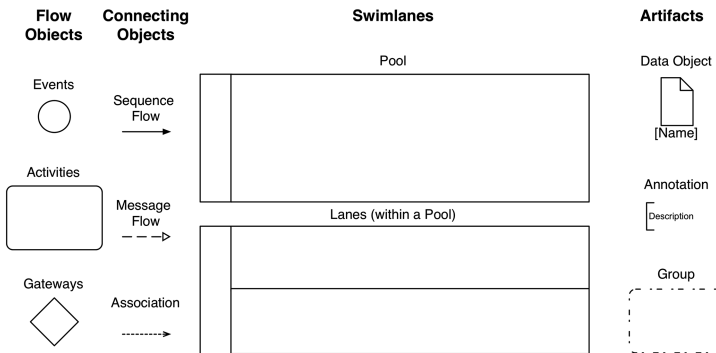 Flow
Objects
Connecting
Objects
Swimlanes
Artifacts
Events
Sequence
Flow
Pool
Data Object
[Name]
Activities
Message
Flow
Lanes (within a Pool)
Annotation
Description
Gateways
Association
Group